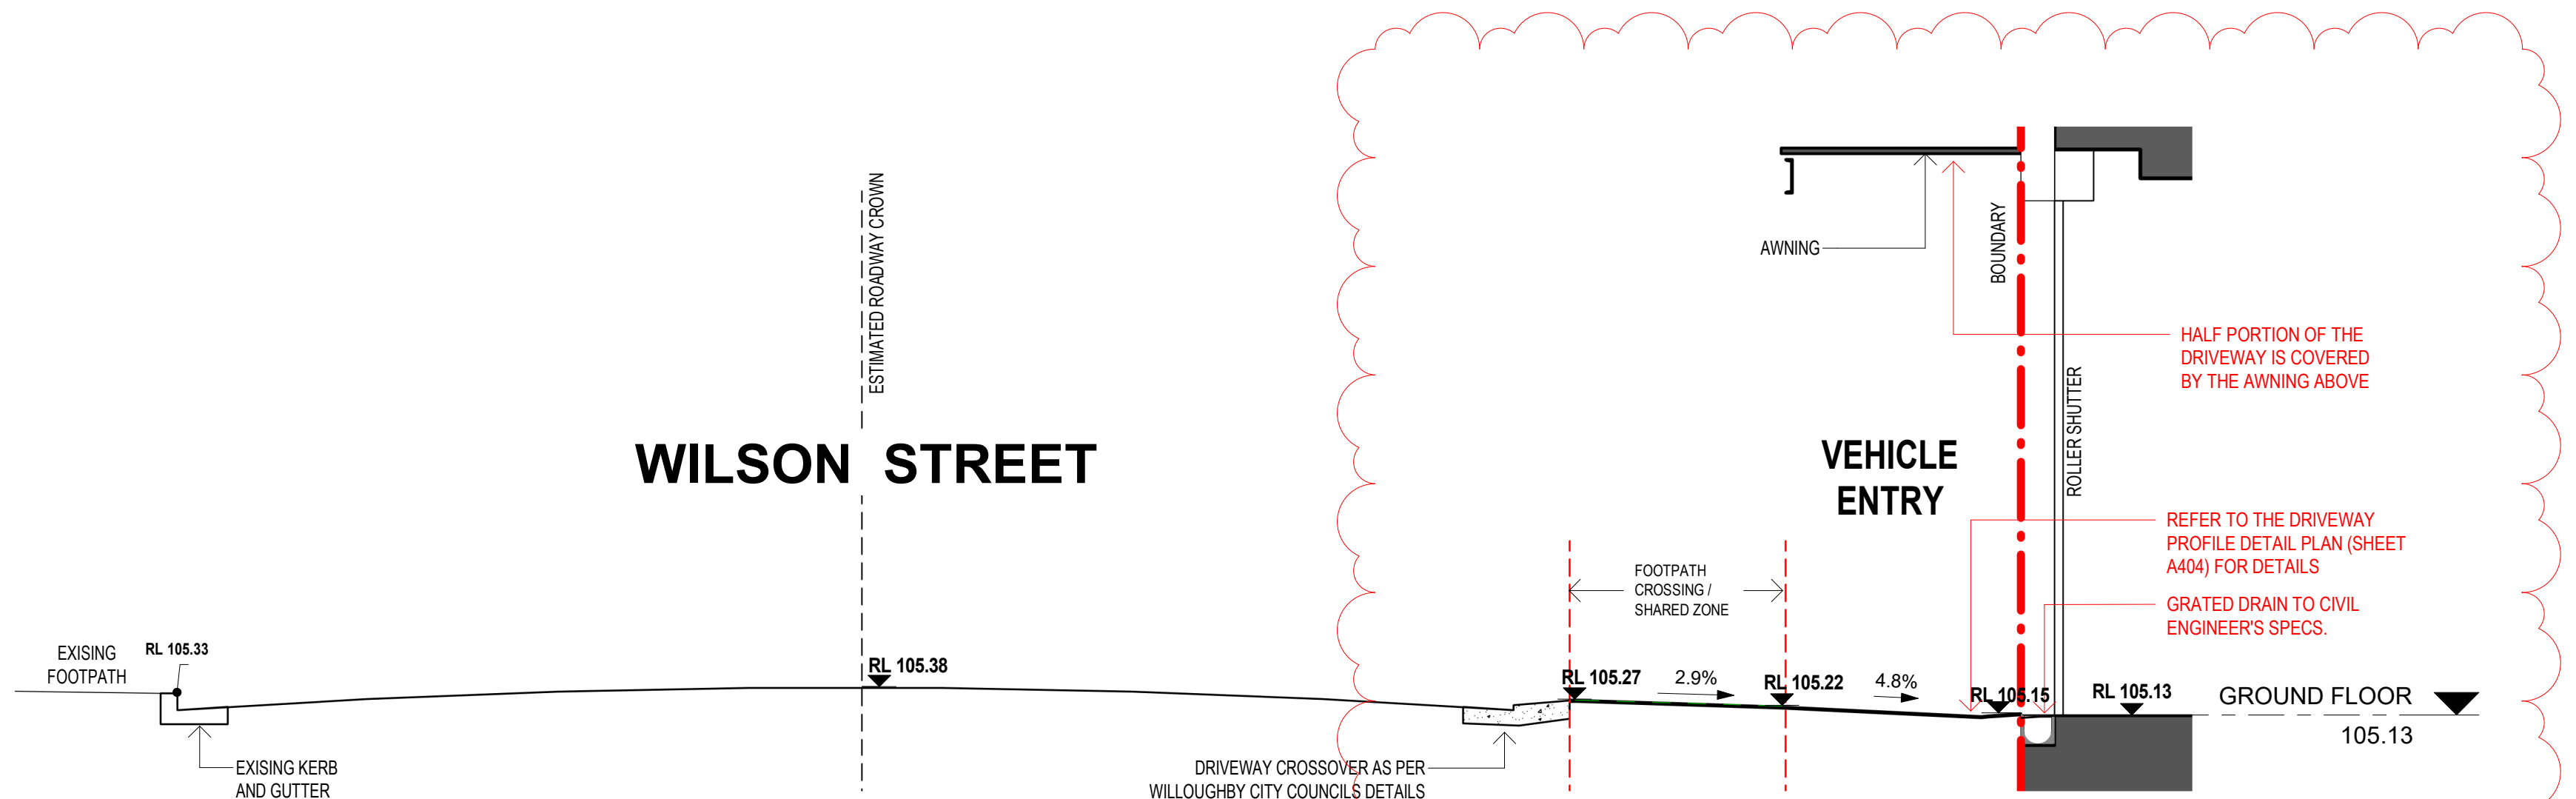 ESTIMATED ROADWAY CROWN
WILSON STREET
AWNING
BOUNDARY
HALF PORTION OF THE
DRIVEWAY IS COVERED
BY THE AWNING ABOVE
ROLLER SHUTTER
VEHICLE
ENTRY
REFER TO THE DRIVEWAY
PROFILE DETAIL PLAN (SHEET
A404) FOR DETAILS
GRATED DRAIN TO CIVIL
ENGINEER'S SPECS.
FOOTPATH
CROSSING /
SHARED ZONE
EXISING
FOOTPATH
RL 105.33
RL 105.38
RL 105.27
2.9%
RL 105.22
4.8%
RL 105.15
RL 105.13
GROUND FLOOR
105.13
EXISING KERB
AND GUTTER
DRIVEWAY CROSSOVER AS PER
WILLOUGHBY CITY COUNCILS DETAILS